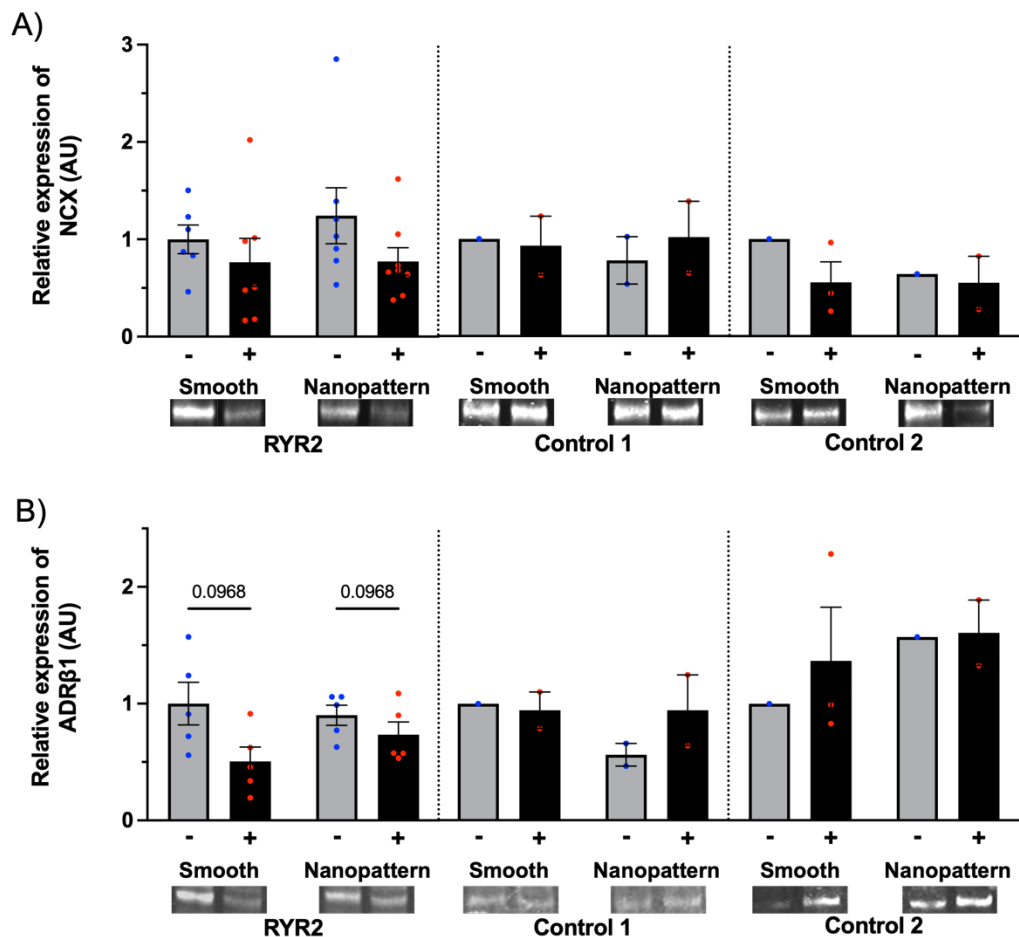 A)
Relative expression of
NCX (AU)
3
2
1
0
- + - + - + - + - + - +
Smooth Nanopattern Smooth Nanopattern Smooth Nanopattern
RYR2 Control 1 Control 2
B)
Relative expression of
ADRβ1 (AU)
2
1
0
0.0968 0.0968
- + - + - + - + - + - +
Smooth Nanopattern Smooth Nanopattern Smooth Nanopattern
RYR2 Control 1 Control 2